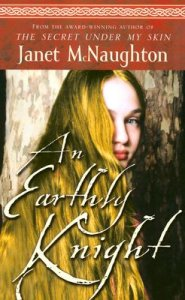 FROM THE AWARD-WINNING AUTHOR OF
THE SECRET UNDER MY SKIN
Janet McNaughton
An
Earthly
Knight